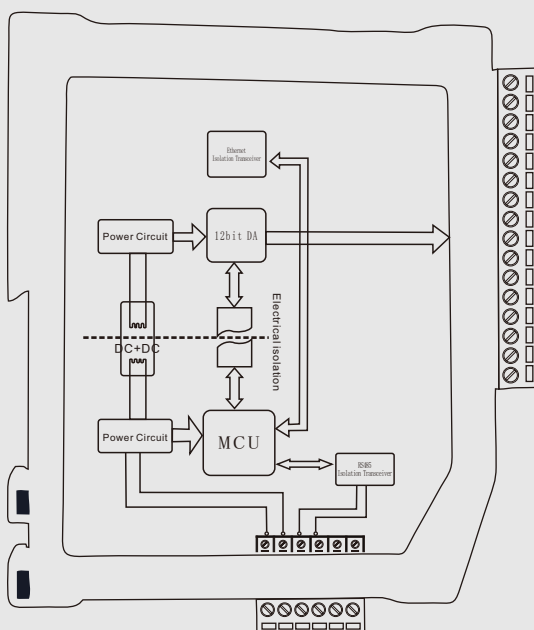 Ethernet
Isolation Transceiver
Power Circuit
12bit DA
Electrical isolation
DC+DC
Power Circuit
MCU
RS485
Isolation Transceiver